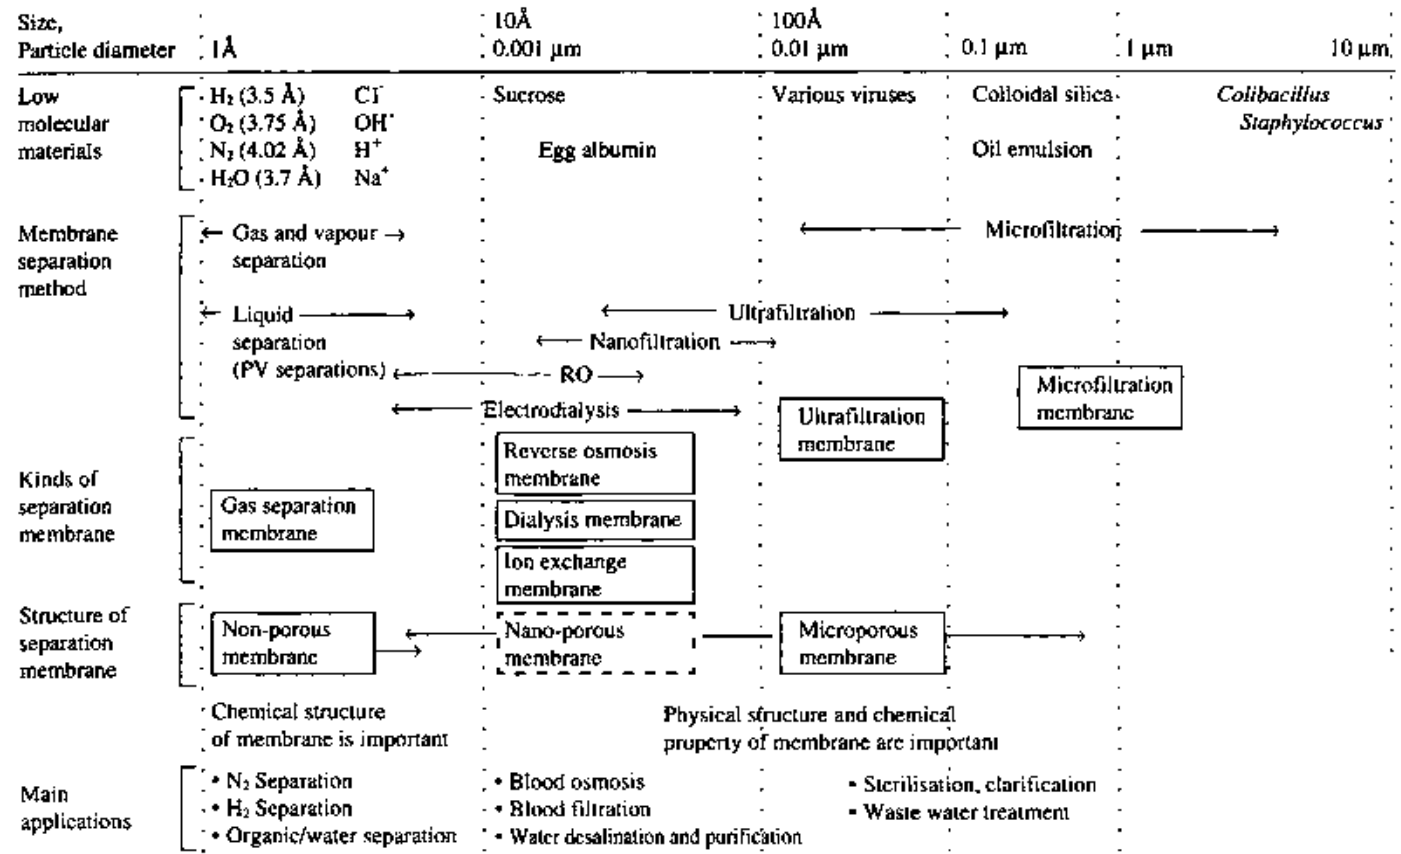 Size,
Particle diameter
1Å
10Å
0.001 μm
100Å
0.01 μm
0.1 μm
1 μm
10 μm
Low
molecular
materials
H₂ (3.5 Å) Cl⁻
O₂ (3.75 Å) OH⁻
N₂ (4.02 Å) H⁺
H₂O (3.7 Å) Na⁺
Sucrose
Egg albumin
Various viruses
Colloidal silica
Oil emulsion
Colibacillus
Staphylococcus
Membrane
separation
method
Gas and vapour
separation
Microfiltration
Liquid
separation
(PV separations)
Ultrafiltration
Nanofiltration
RO
Electrodialysis
Kinds of
separation
membrane
Gas separation
membrane
Reverse osmosis
membrane
Dialysis membrane
Ion exchange
membrane
Ultrafiltration
membrane
Microfiltration
membrane
Structure of
separation
membrane
Non-porous
membrane
Nano-porous
membrane
Microporous
membrane
Chemical structure
of membrane is important
Physical structure and chemical
property of membrane are important
Main
applications
• N₂ Separation
• H₂ Separation
• Organic/water separation
• Blood osmosis
• Blood filtration
• Water desalination and purification
• Sterilisation, clarification
• Waste water treatment